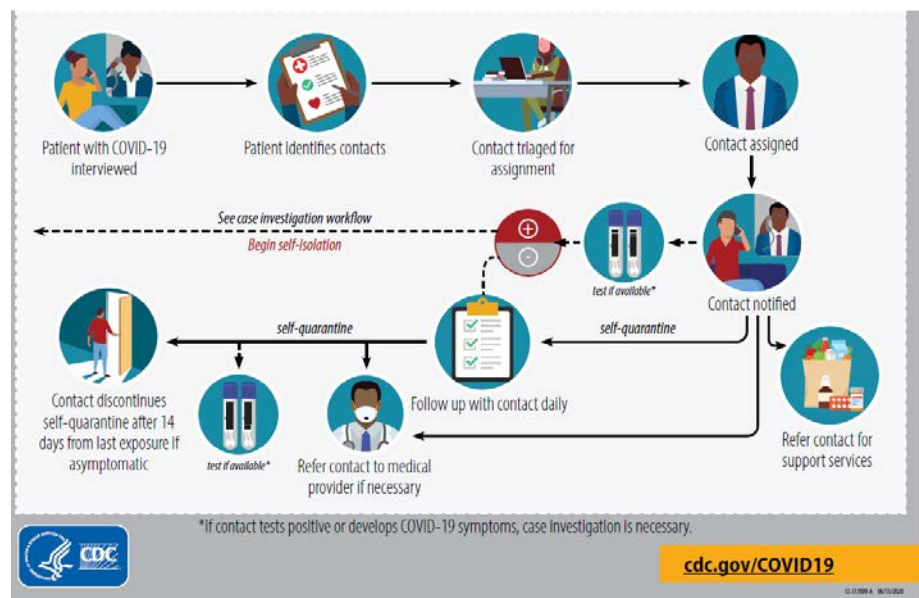 Patient with COVID-19
interviewed
Patient identifies contacts
Contact triaged for
assignment
Contact assigned
See case investigation workflow
Begin self-isolation
+
-
test if available*
Contact notified
self-quarantine
self-quarantine
Contact discontinues
self-quarantine after 14
days from last exposure if
asymptomatic
test if available*
Refer contact to medical
provider if necessary
Follow up with contact daily
Refer contact for
support services
*If contact tests positive or develops COVID-19 symptoms, case investigation is necessary.
CDC
cdc.gov/COVID19